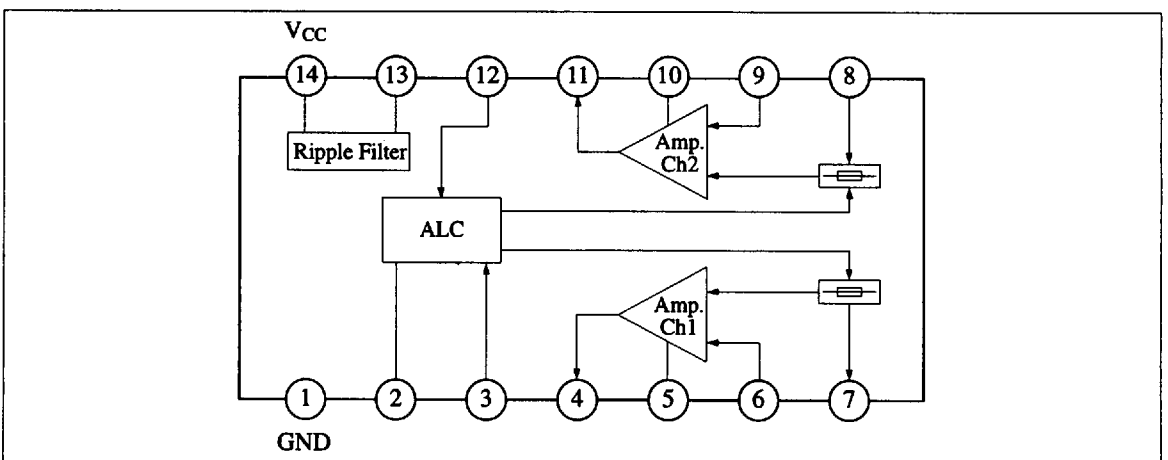 VCC
14 13 12 11 10 9 8
Ripple Filter
Amp.
Ch2
ALC
Amp.
Ch1
1 2 3 4 5 6 7
GND